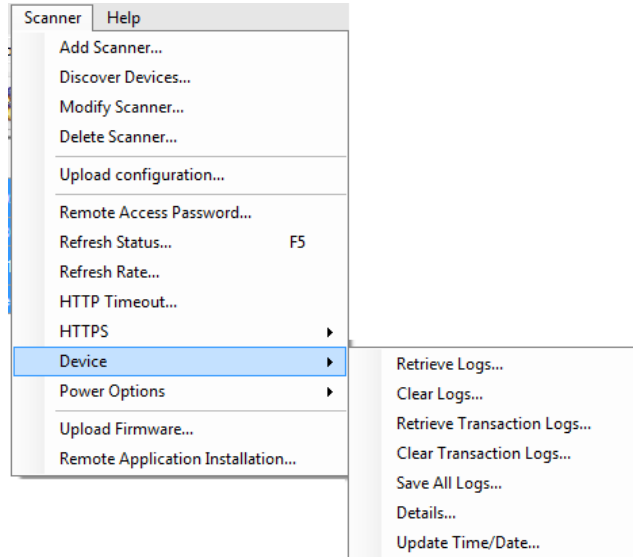 Scanner Help
Add Scanner...
Discover Devices...
Modify Scanner...
Delete Scanner...
Upload configuration...
Remote Access Password...
Refresh Status... F5
Refresh Rate...
HTTP Timeout...
HTTPS
Device
Power Options
Upload Firmware...
Remote Application Installation...
Retrieve Logs...
Clear Logs...
Retrieve Transaction Logs...
Clear Transaction Logs...
Save All Logs...
Details...
Update Time/Date...